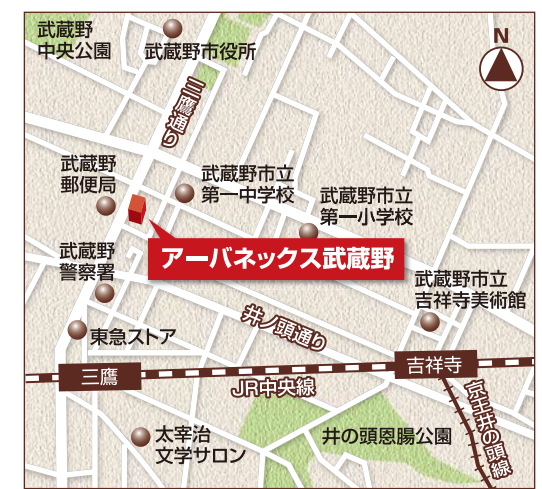 武蔵野
中央公園
武蔵野市役所
N
三鷹通り
武蔵野
郵便局
武蔵野市立
第一中学校
武蔵野市立
第一小学校
アーバネックス武蔵野
武蔵野
警察署
武蔵野市立
吉祥寺美術館
井ノ頭通り
東急ストア
三鷹
吉祥寺
JR中央線
京王井の頭線
太宰治
文学サロン
井の頭恩腸公園